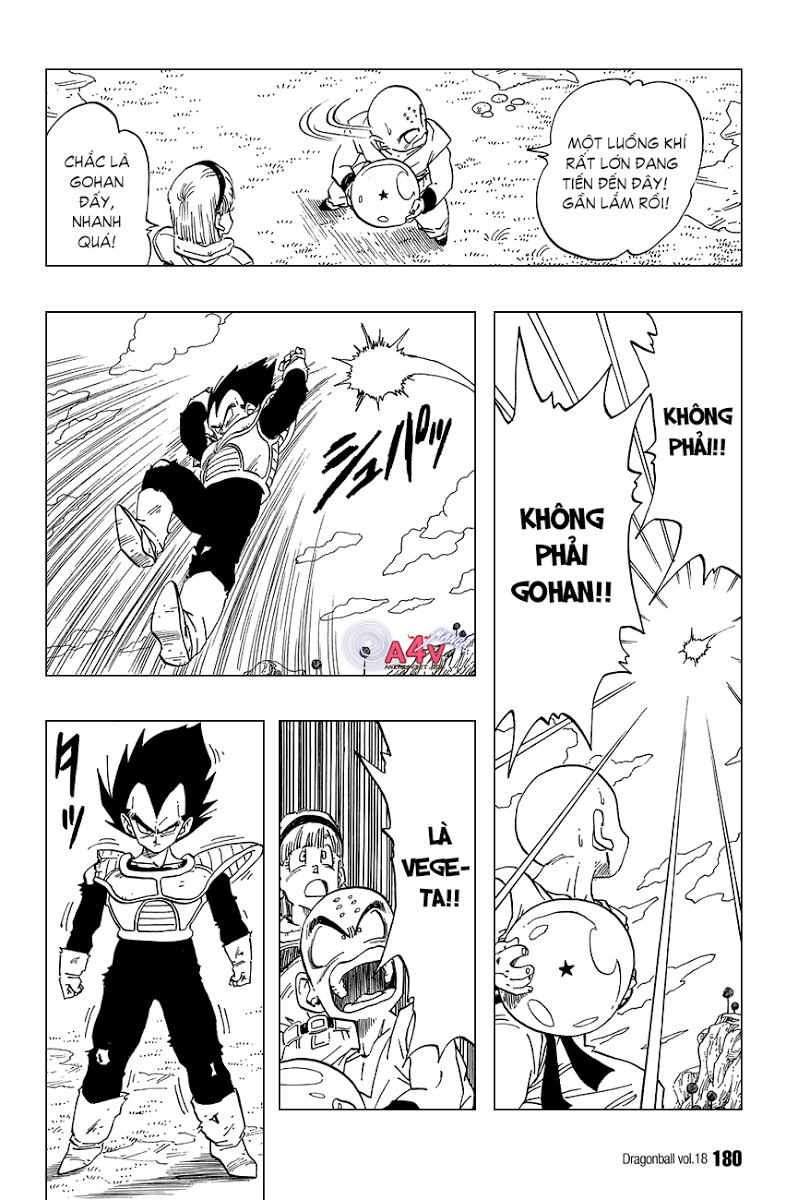 MỘT LUỒNG KHÍ
RẤT LỚN ĐANG
TIẾN ĐẾN ĐÂY!
GẦN LẮM RỒI!
CHẮC LÀ
GOHAN
ĐẤY,
NHANH
QUÁ!
KHÔNG
PHẢI!!
KHÔNG
PHẢI
GOHAN!!
シュパッ
A4V
LÀ
VEGE-
TA!!
タッ
Dragonball vol.18 180